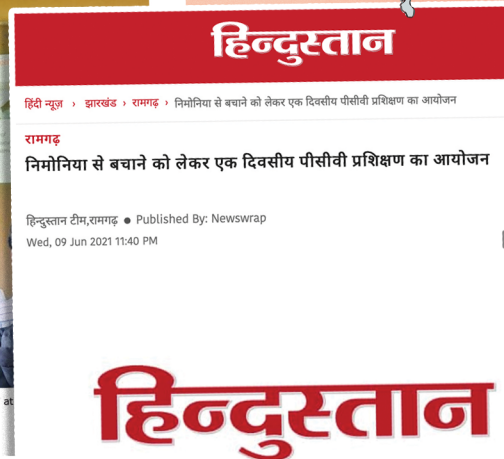 हिन्दुस्तान
हिंदी न्यूज़ › झारखंड › रामगढ़ › निमोनिया से बचाने को लेकर एक दिवसीय पीसीवी प्रशिक्षण का आयोजन
रामगढ़
निमोनिया से बचाने को लेकर एक दिवसीय पीसीवी प्रशिक्षण का आयोजन
हिन्दुस्तान टीम,रामगढ़ ● Published By: Newswrap
Wed, 09 Jun 2021 11:40 PM
at
हिन्दुस्तान